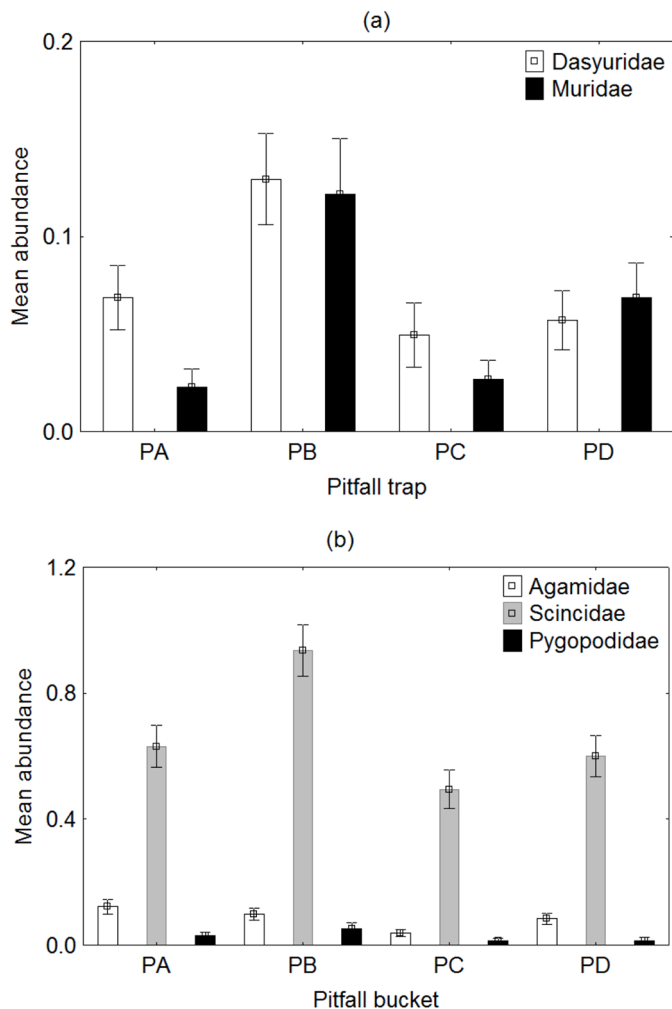 (a)
0.2
Dasyuridae
Muridae
Mean abundance
0.1
0.0
PA PB PC PD
Pitfall trap
(b)
1.2
Agamidae
Scincidae
Pygopodidae
Mean abundance
0.8
0.4
0.0
PA PB PC PD
Pitfall bucket